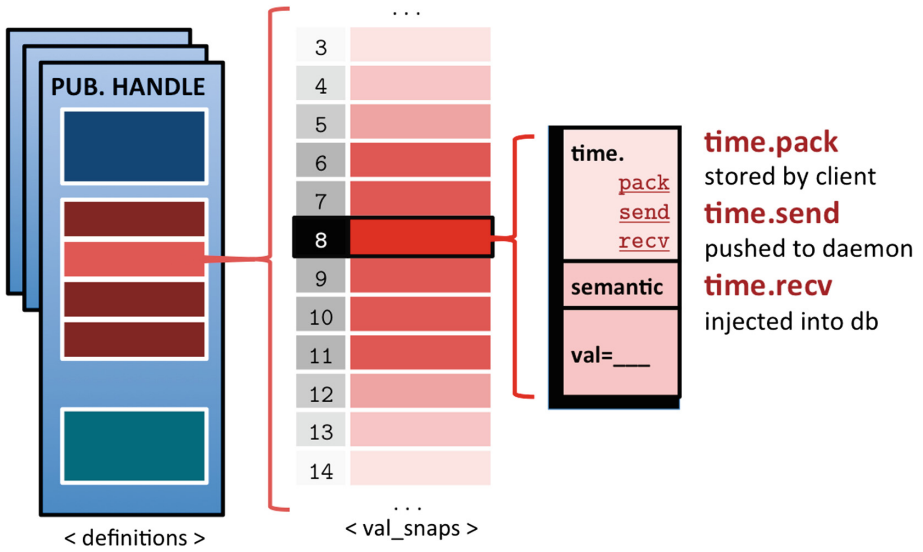 PUB. HANDLE
< definitions >
...
3
4
5
6
7
8
9
10
11
12
13
14
...
< val_snaps >
time.
pack
send
recv
semantic
val=___
time.pack
stored by client
time.send
pushed to daemon
time.recv
injected into db